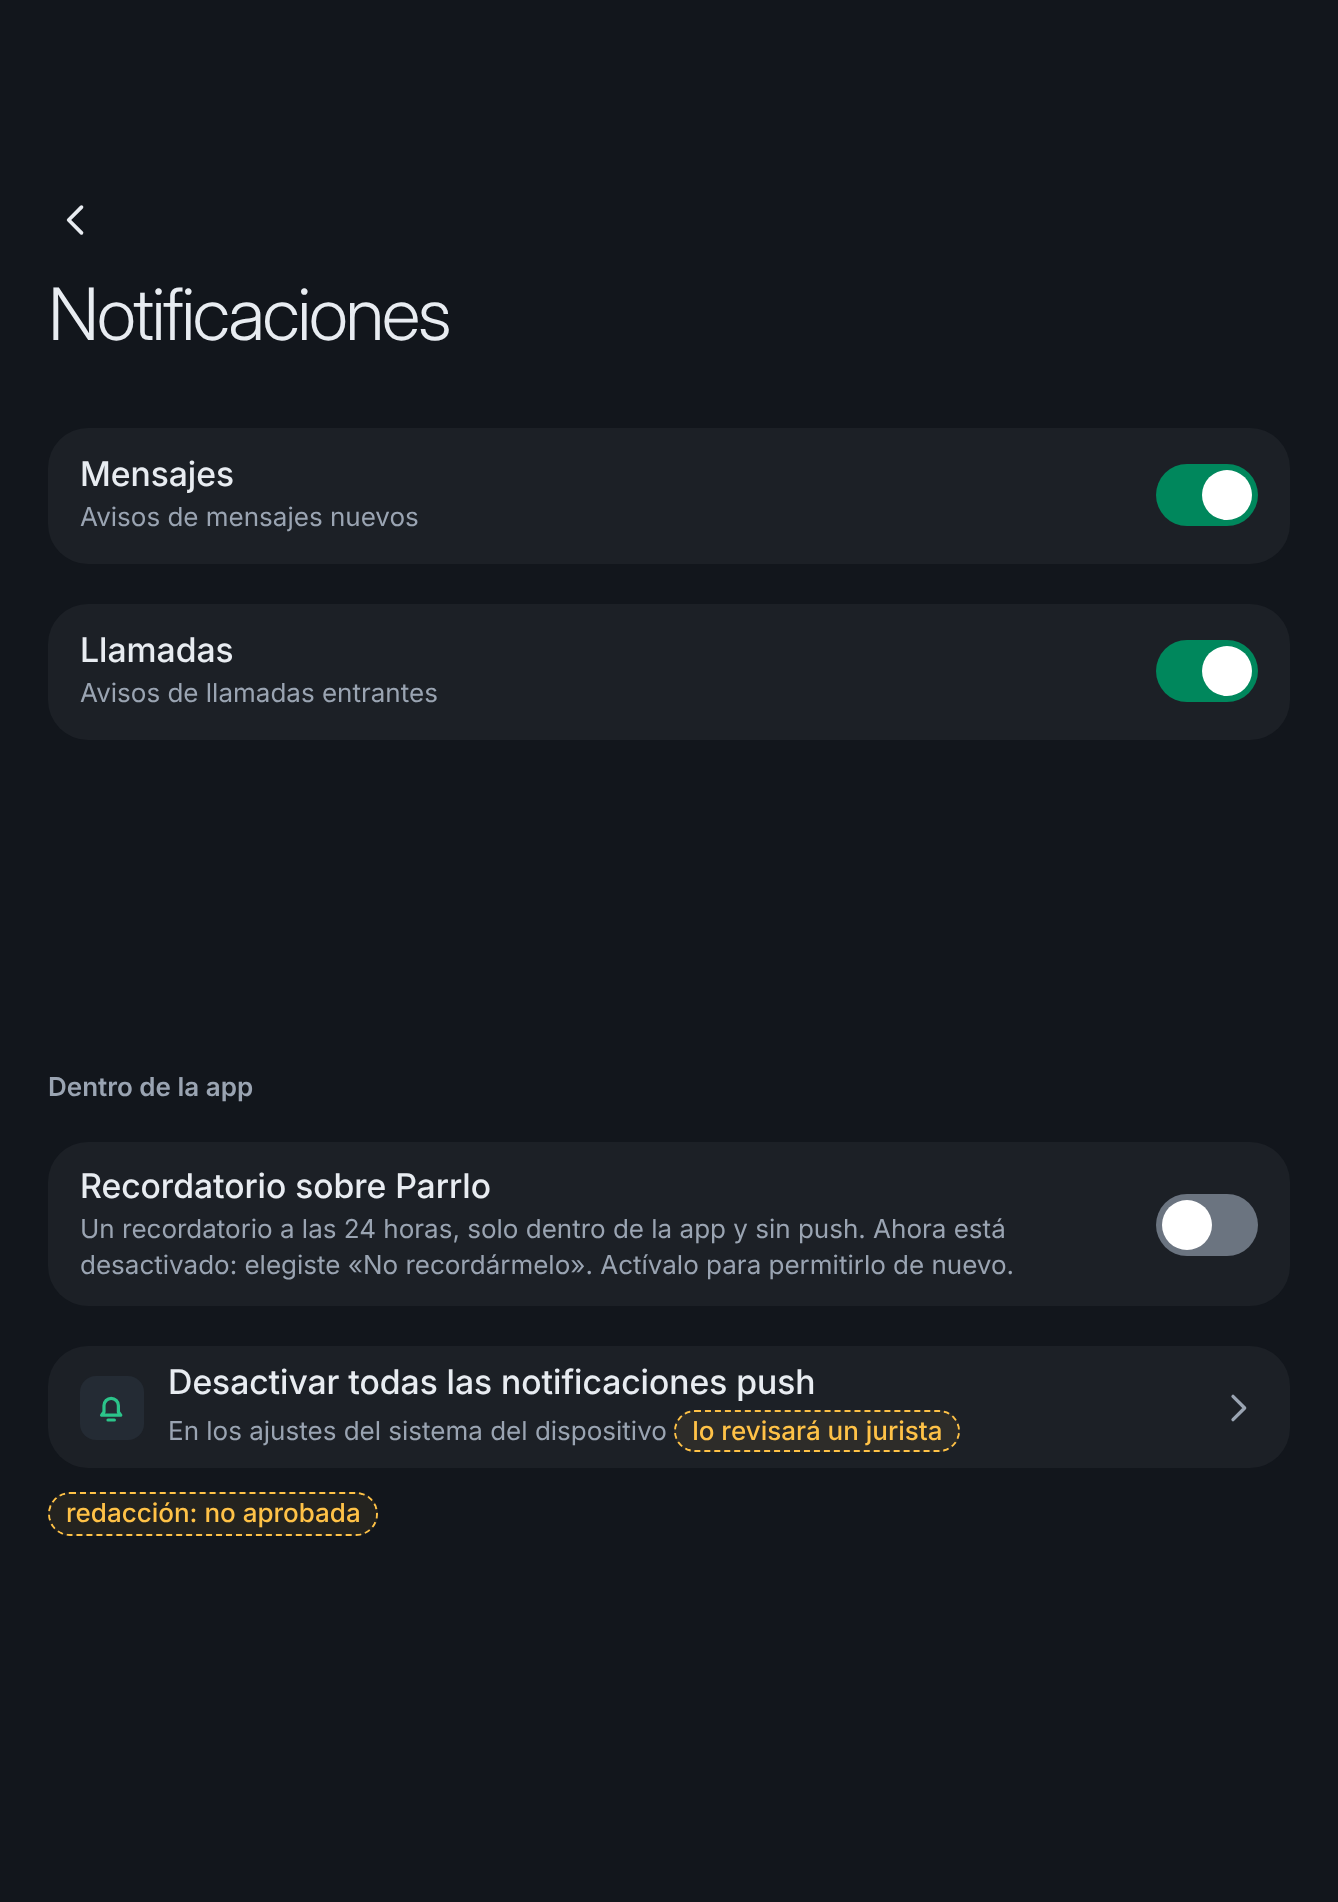 Notificaciones
Mensajes
Avisos de mensajes nuevos
Llamadas
Avisos de llamadas entrantes
Dentro de la app
Recordatorio sobre Parrlo
Un recordatorio a las 24 horas, solo dentro de la app y sin push. Ahora está
desactivado: elegiste «No recordármelo». Actívalo para permitirlo de nuevo.
Desactivar todas las notificaciones push
En los ajustes del sistema del dispositivo lo revisará un jurista
redacción: no aprobada